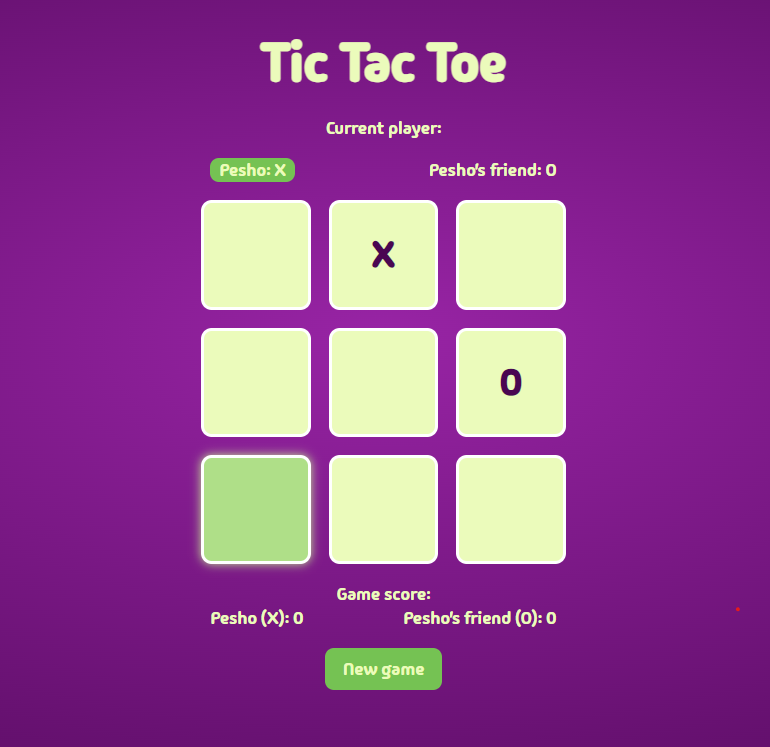 Tic Tac Toe
Current player:
Pesho: X
Pesho's friend: O
X
O
Game score:
Pesho (X): 0
Pesho's friend (O): 0
New game